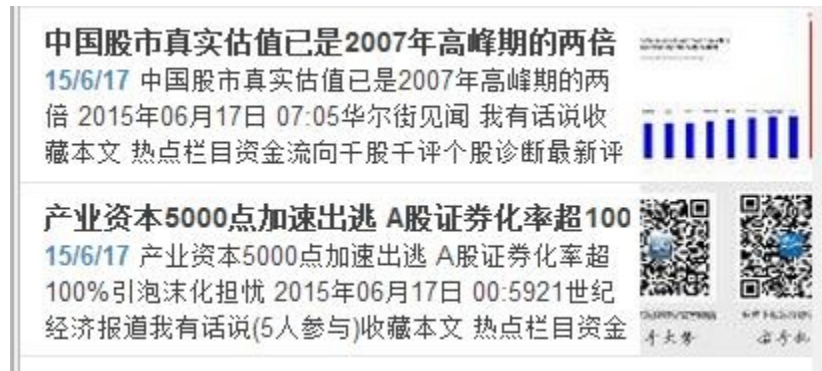 中国股市真实估值已是2007年高峰期的两倍
15/6/17 中国股市真实估值已是2007年高峰期的两
倍 2015年06月17日 07:05华尔街见闻 我有话说收
藏本文 热点栏目资金流向千股千评个股诊断最新评
产业资本5000点加速出逃 A股证券化率超100
15/6/17 产业资本5000点加速出逃 A股证券化率超
100%引泡沫化担忧 2015年06月17日 00:5921世纪
经济报道我有话说(5人参与)收藏本文 热点栏目资金